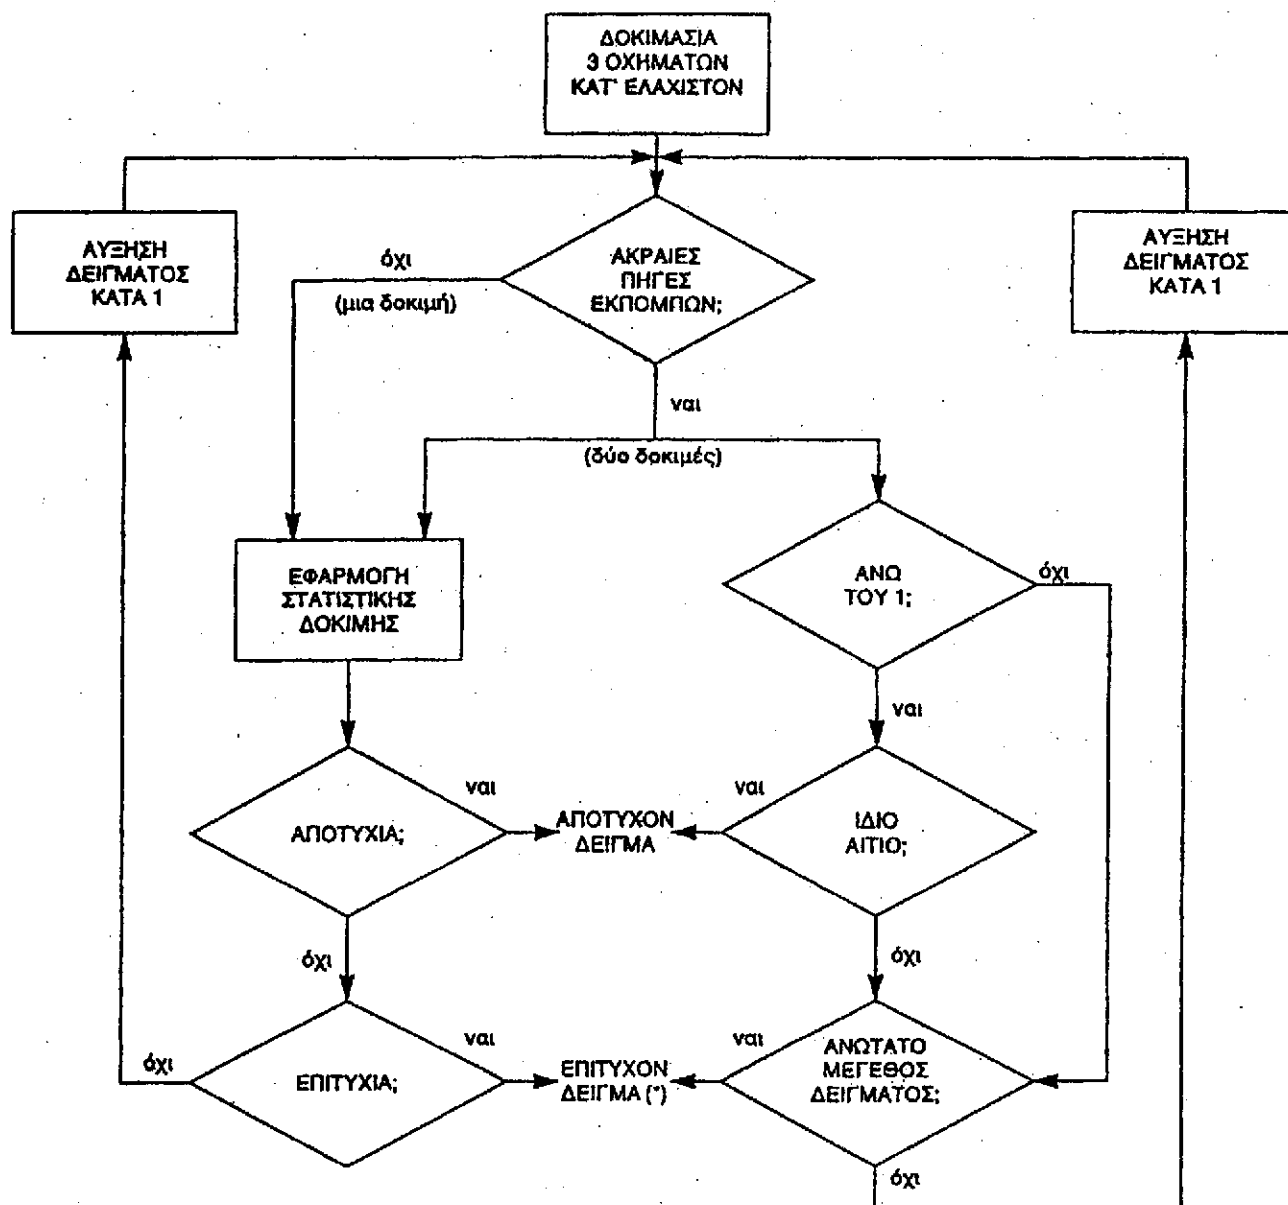 ΔΟΚΙΜΑΣΙΑ
3 ΟΧΗΜΑΤΩΝ
ΚΑΤ' ΕΛΑΧΙΣΤΟΝ
ΑΥΞΗΣΗ
ΔΕΙΓΜΑΤΟΣ
ΚΑΤΑ 1
όχι
(μια δοκιμή)
ΑΚΡΑΙΕΣ
ΠΗΓΕΣ
ΕΚΠΟΜΠΩΝ;
ΑΥΞΗΣΗ
ΔΕΙΓΜΑΤΟΣ
ΚΑΤΑ 1
ναι
(δύο δοκιμές)
ΕΦΑΡΜΟΓΗ
ΣΤΑΤΙΣΤΙΚΗΣ
ΔΟΚΙΜΗΣ
ΑΝΩ
ΤΟΥ 1;
όχι
ναι
ΑΠΟΤΥΧΙΑ;
ναι
ΑΠΟΤΥΧΟΝ
ΔΕΙΓΜΑ
ναι
ΙΔΙΟ
ΑΙΤΙΟ;
όχι
όχι
όχι
ΕΠΙΤΥΧΙΑ;
ναι
ΕΠΙΤΥΧΟΝ
ΔΕΙΓΜΑ (*)
ναι
ΑΝΩΤΑΤΟ
ΜΕΓΕΘΟΣ
ΔΕΙΓΜΑΤΟΣ;
όχι